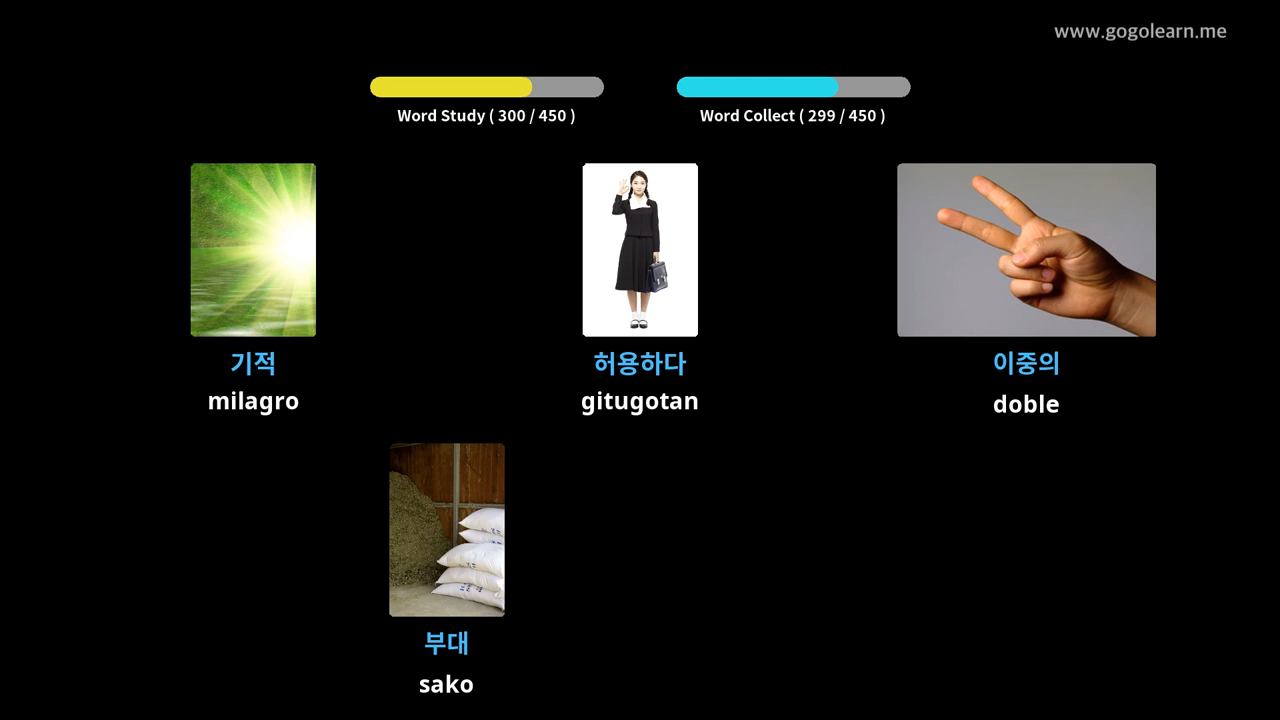 www.gogolearn.me
Word Study ( 300 / 450 )
Word Collect ( 299 / 450 )
기적
milagro
허용하다
gitugotan
이중의
doble
부대
sako